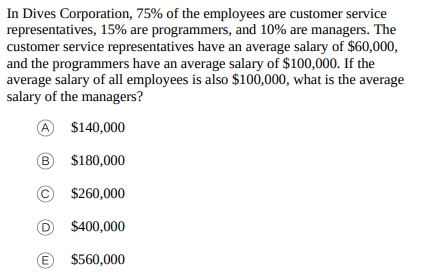 In Dives Corporation, 75% of the employees are customer service
representatives, 15% are programmers, and 10% are managers. The
customer service representatives have an average salary of $60,000,
and the programmers have an average salary of $100,000. If the
average salary of all employees is also $100,000, what is the average
salary of the managers?
A $140,000
B $180,000
C $260,000
D $400,000
E $560,000